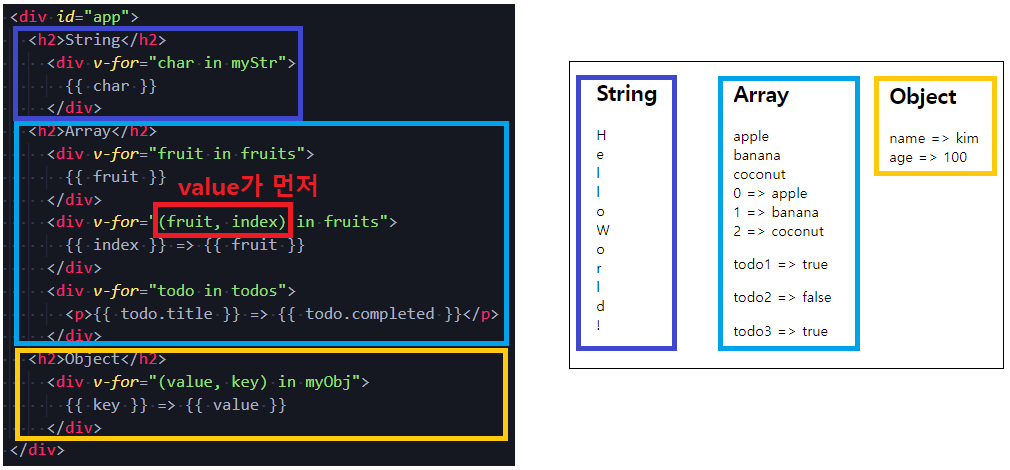 <div id="app">
<h2>String</h2>
<div v-for="char in myStr">
{{ char }}
</div>
<h2>Array</h2>
<div v-for="fruit in fruits">
{{ fruit }}
</div>
value가 먼저
<div v-for="(fruit, index) in fruits">
{{ index }} => {{ fruit }}
</div>
<div v-for="todo in todos">
<p>{{ todo.title }} => {{ todo.completed }}</p>
</div>
<h2>Object</h2>
<div v-for="(value, key) in myObj">
{{ key }} => {{ value }}
</div>
</div>
String
H
e
l
l
o
W
o
r
l
d
!
Array
apple
banana
coconut
0 => apple
1 => banana
2 => coconut
todo1 => true
todo2 => false
todo3 => true
Object
name => kim
age => 100